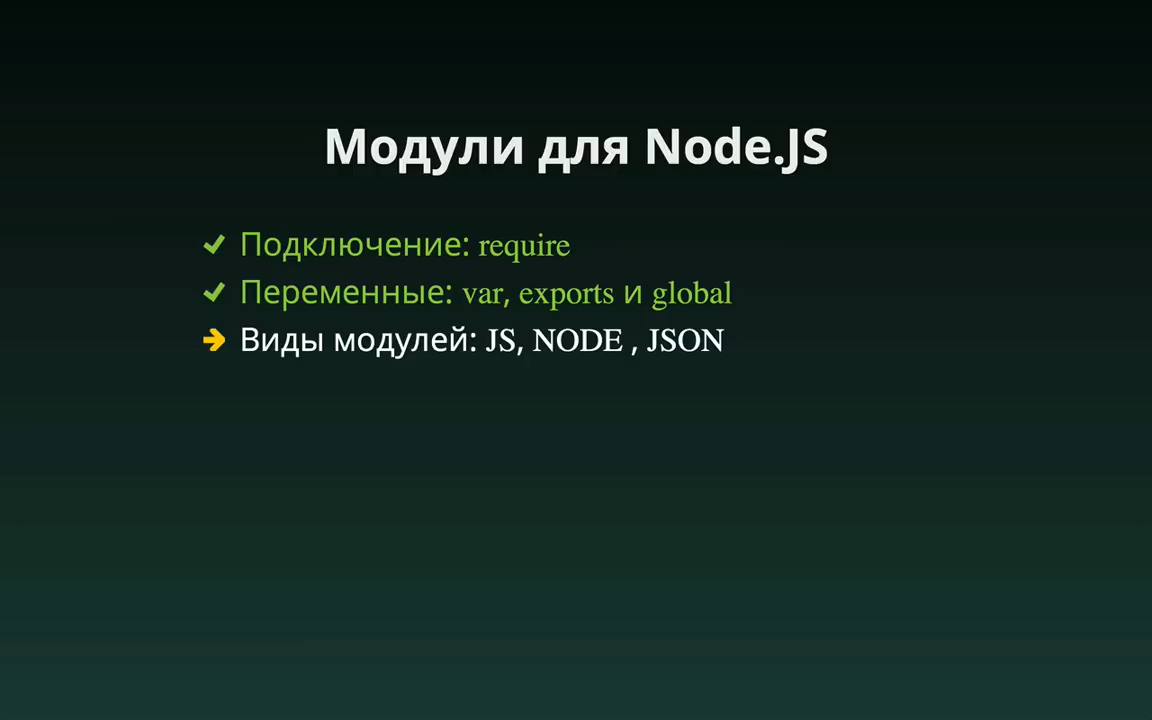 Модули для Node.JS
Подключение: require
Переменные: var, exports и global
Виды модулей: JS, NODE , JSON